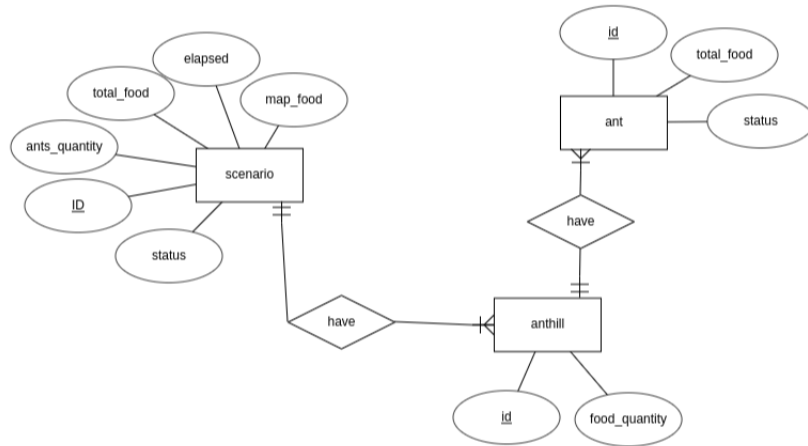 id
elapsed
total_food
total_food
map_food
status
ant
ants_quantity
scenario
ID
have
status
have
anthill
id
food_quantity